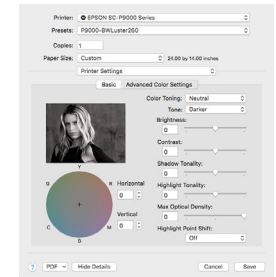 Printer: EPSON SC-P9000 Series
Presets: P9000-BWLuster260
Copies: 1
Paper Size: Custom 24.00 by 14.00 inches
Printer Settings
Basic Advanced Color Settings
Color Toning: Neutral
Tone: Darker
Brightness:
0
Contrast:
0
Shadow Tonality:
0
Highlight Tonality:
0
Max Optical Density:
0
Highlight Point Shift:
Off
Y
G R
C M
B
Horizontal
0
Vertical
0
? PDF Hide Details Cancel Save